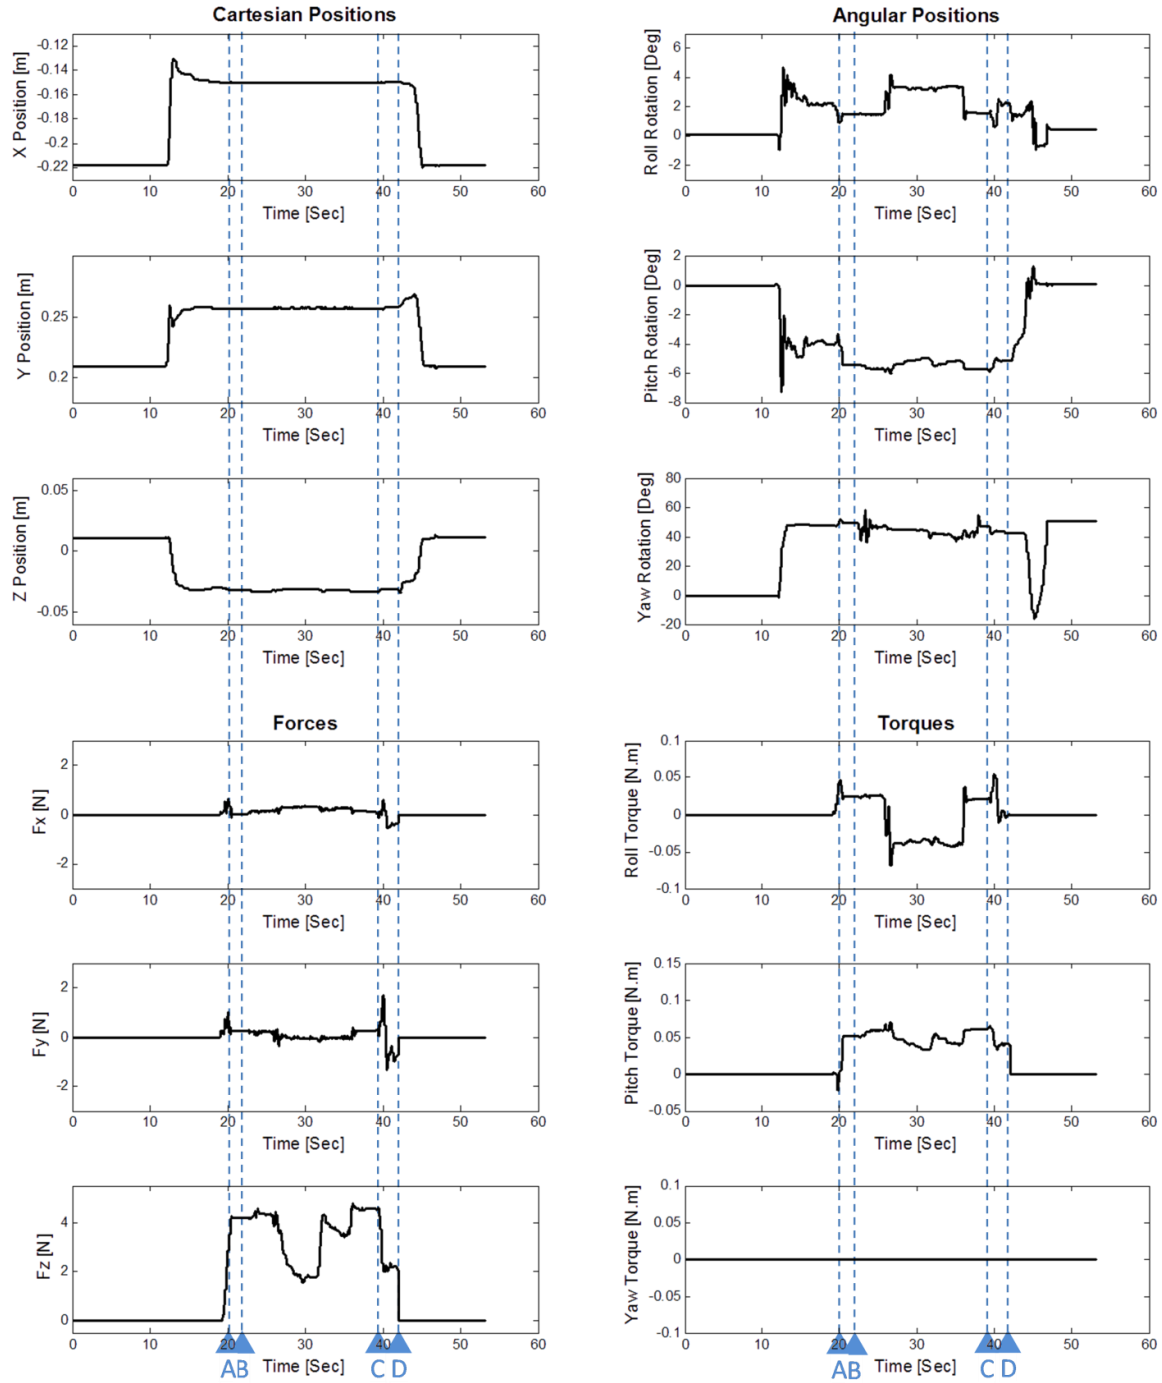 Cartesian Positions
Angular Positions
X Position [m]
-0.12
-0.14
-0.16
-0.18
-0.2
-0.22
0 10 20 30 40 50 60
Time [Sec]
Roll Rotation [Deg]
6
4
2
0
-2
0 10 20 30 40 50 60
Time [Sec]
Y Position [m]
0.25
0.2
0 10 20 30 40 50 60
Time [Sec]
Pitch Rotation [Deg]
2
0
-2
-4
-6
-8
0 10 20 30 40 50 60
Time [Sec]
Z Position [m]
0.05
0
-0.05
0 10 20 30 40 50 60
Time [Sec]
Yaw Rotation [Deg]
80
60
40
20
0
-20
0 10 20 30 40 50 60
Time [Sec]
Forces
Torques
Fx [N]
2
0
-2
0 10 20 30 40 50 60
Time [Sec]
Roll Torque [N.m]
0.1
0.05
0
-0.05
-0.1
0 10 20 30 40 50 60
Time [Sec]
Fy [N]
2
0
-2
0 10 20 30 40 50 60
Time [Sec]
Pitch Torque [N.m]
0.15
0.1
0.05
0
-0.05
0 10 20 30 40 50 60
Time [Sec]
Fz [N]
4
2
0
0 10 20 30 40 50 60
A B C D
Time [Sec]
Yaw Torque [N.m]
0.1
0.05
0
-0.05
-0.1
0 10 20 30 40 50 60
A B C D
Time [Sec]